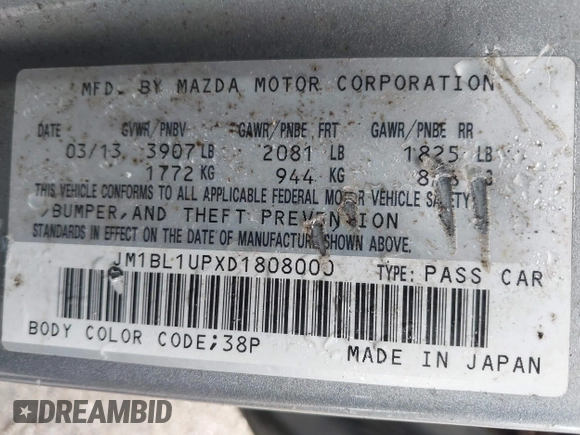 MFD. BY MAZDA MOTOR CORPORATION
DATE GVWR/PNBV GAWR/PNBE FRT GAWR/PNBE RR
03/13 3907 LB 2081 LB 1825 LB
1772 KG 944 KG KG
THIS VEHICLE CONFORMS TO ALL APPLICABLE FEDERAL MOTOR VEHICLE SAFETY
,BUMPER,AND THEFT PREVENTION
STANDARDS IN EFFECT ON THE DATE OF MANUFACTURE SHOWN ABOVE.
JM1BL1UPXD1808000 TYPE: PASS CAR
BODY COLOR CODE;38P MADE IN JAPAN
DREAMBID